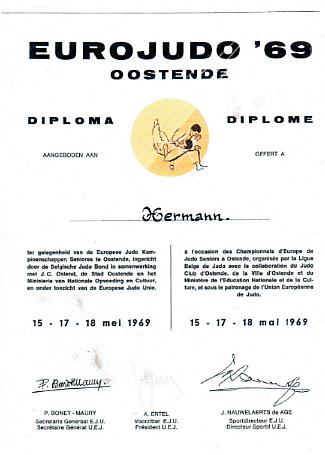 EUROJUDO '69
OOSTENDE
DIPLOMA
DIPLOME
AANGEBODEN AAN
OFFERT A
Hermann.
ter gelegenheid van de Europese Judo Kam-
pioenschappen Seniores te Oostende, ingericht
door de Belgische Judo Bond in samenwerking
met J.C. Ostend, de Stad Oostende en het
Ministerie van Nationale Opvoeding en Cultuur,
en onder toezicht van de Europese Judo Unie.
à l'occasion des Championnats d'Europe de
Judo Seniors à Ostende, organisés par la Ligue
Belge de Judo avec la collaboration du Judo
Club d'Ostende, de la Ville d'Ostende et du
Ministère de l'Education Nationale et de la Cul-
ture, et sous le patronage de l'Union Européenne
de Judo.
15 - 17 - 18 mei 1969
15 - 17 - 18 mai 1969
P. BONET - MAURY
Secretaris Generaal E.J.U.
Secrétaire Général U.E.J.
A. ERTEL
Voorzitter E.J.U.
Président U.E.J.
J. NAUWELAERTS de AGE
Sportdirecteur E.J.U.
Directeur Sportif U.E.J.